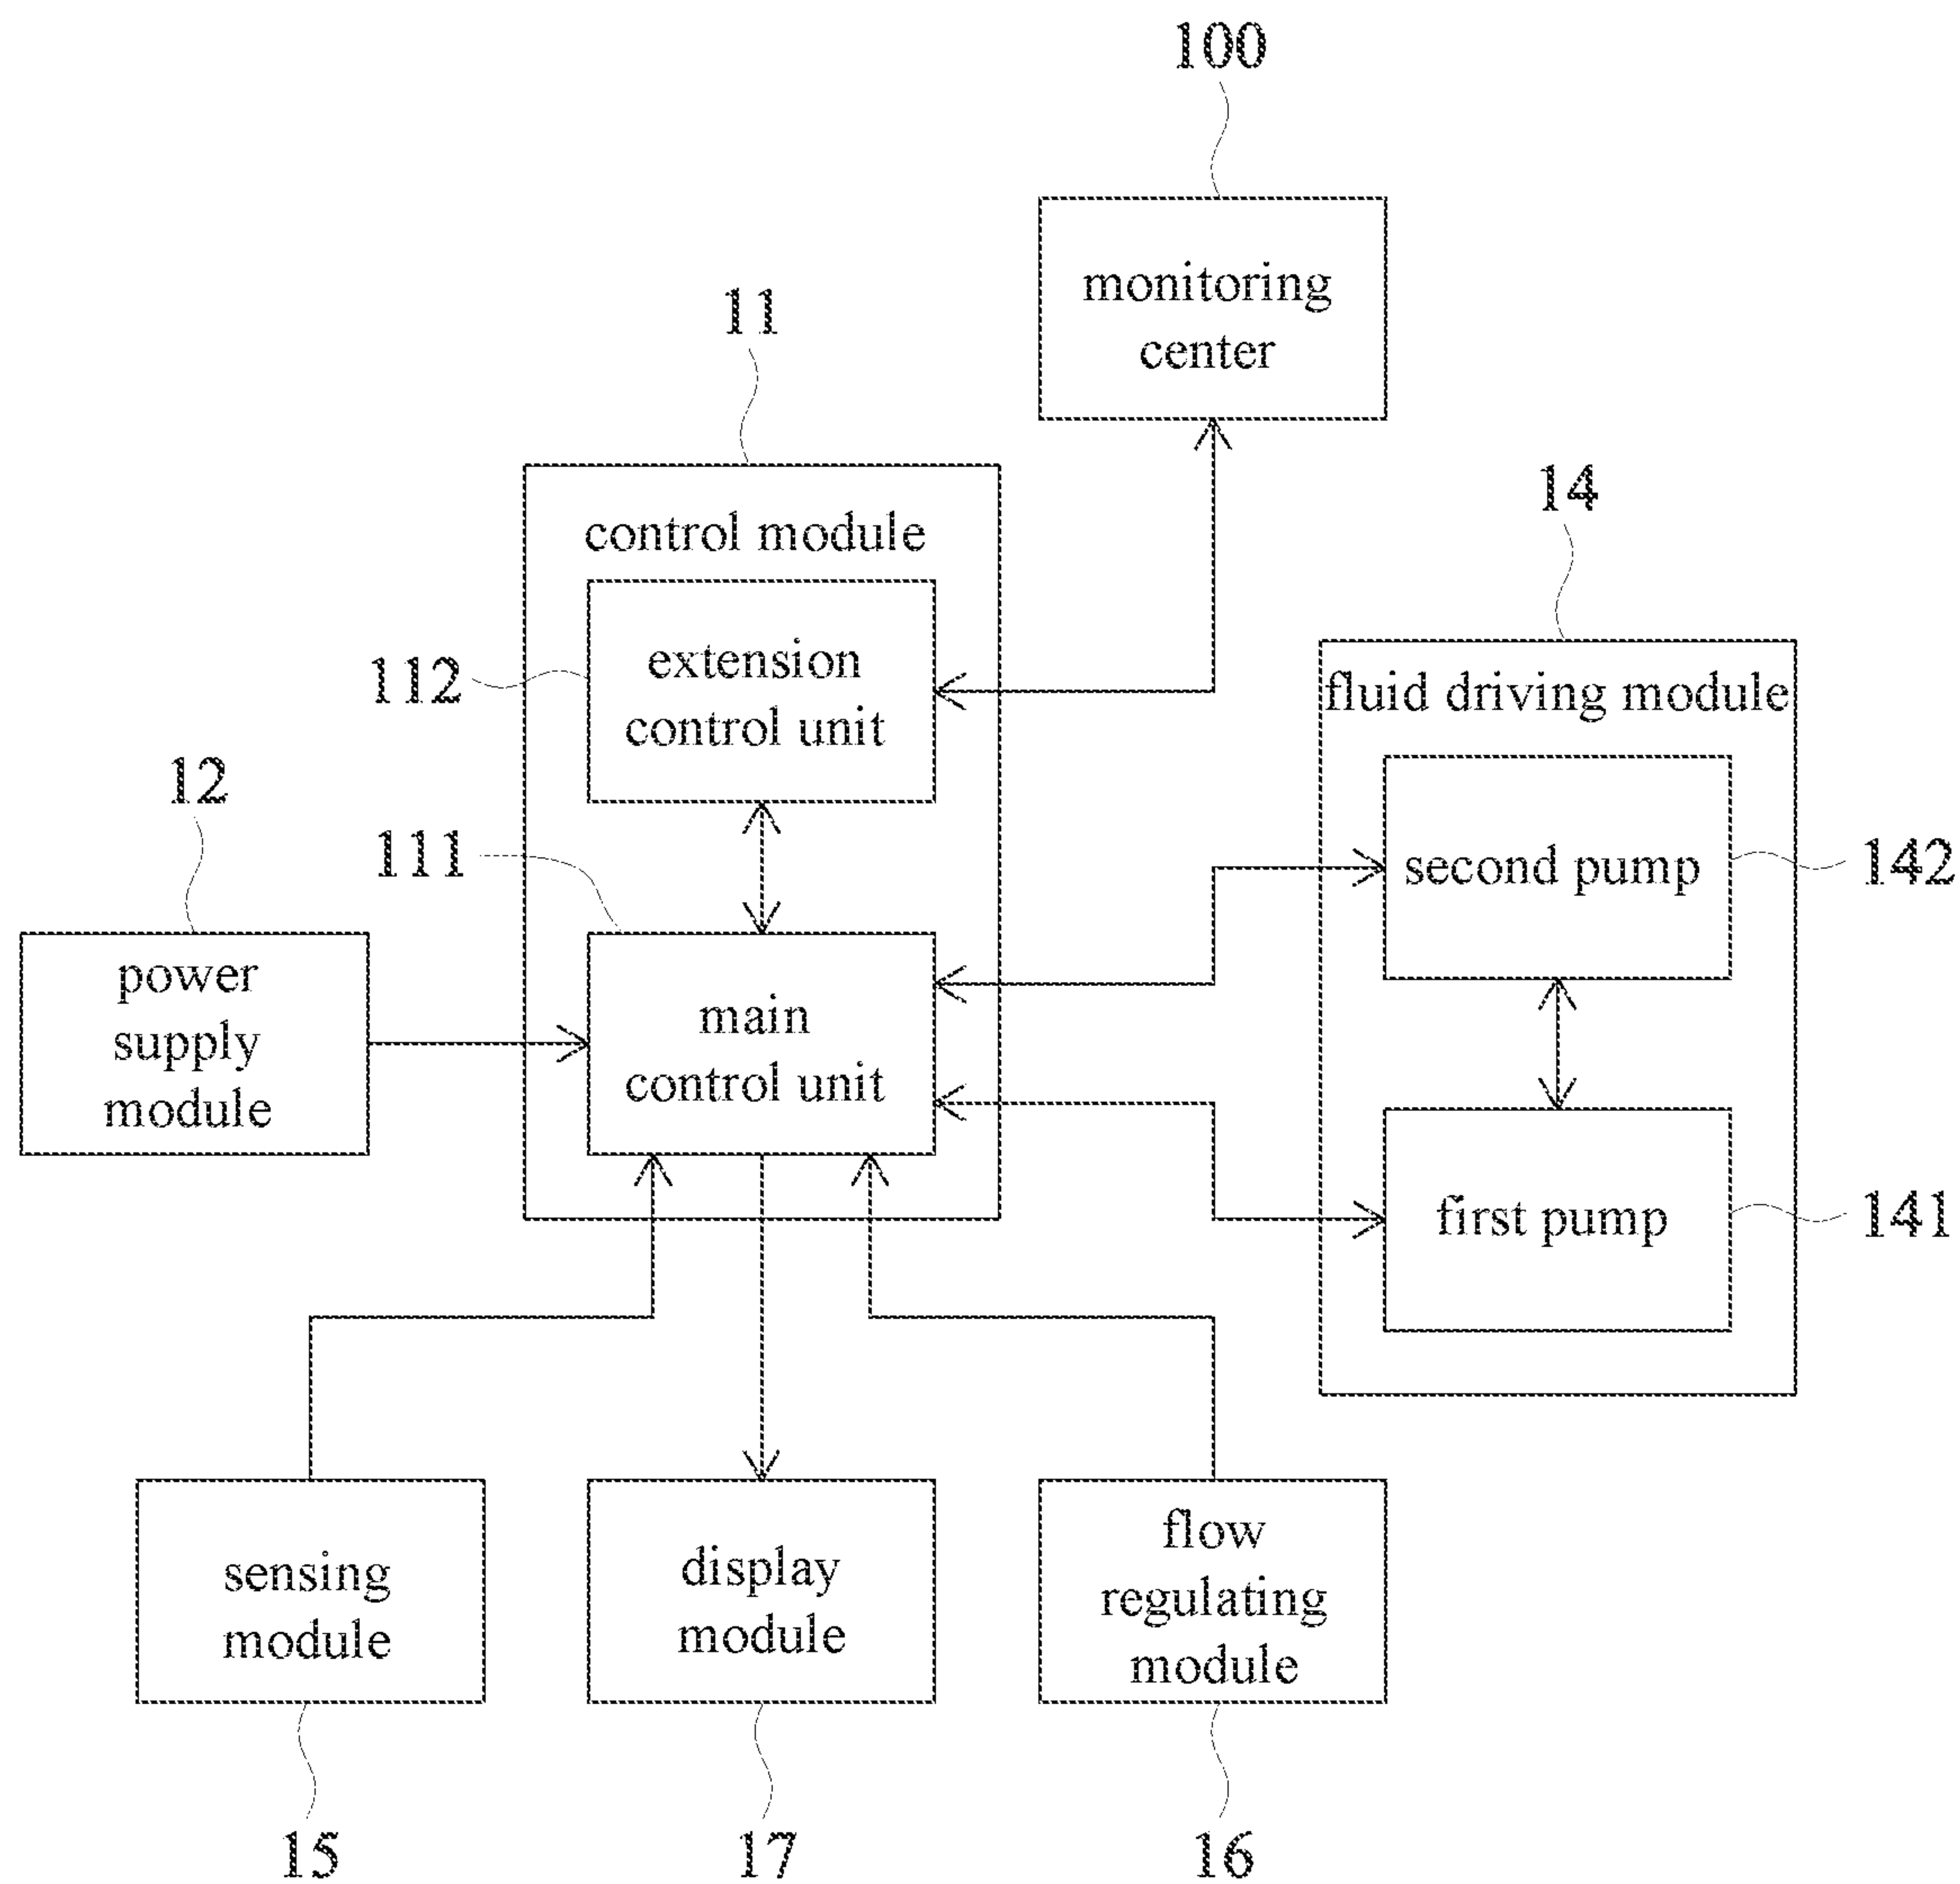 100
monitoring
center
11
control module
14
112
extension
control unit
fluid driving module
12
111
second pump
142
power
supply
module
main
control unit
first pump
141
sensing
module
display
module
flow
regulating
module
15
17
16